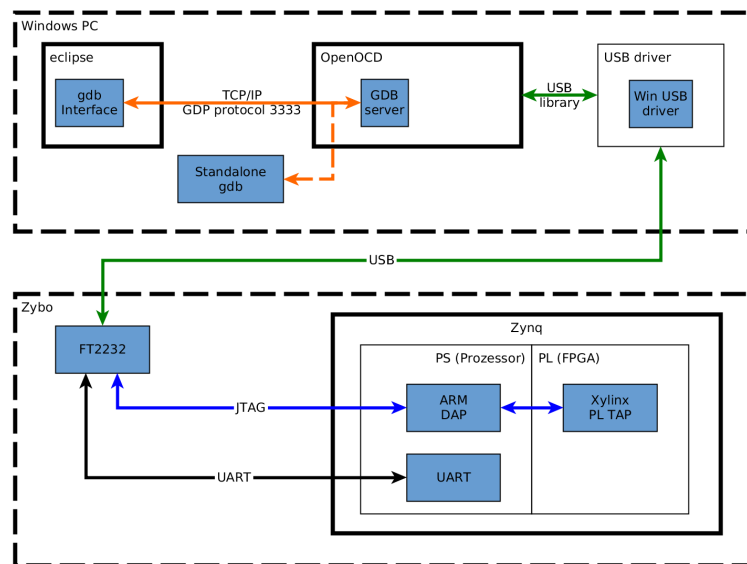 Windows PC
eclipse
OpenOCD
USB driver
gdb
Interface
TCP/IP
GDP protocol 3333
GDB
server
USB
library
Win USB
driver
Standalone
gdb
USB
Zybo
Zynq
FT2232
PS (Prozessor)
PL (FPGA)
JTAG
ARM
DAP
Xylinx
PL TAP
UART
UART